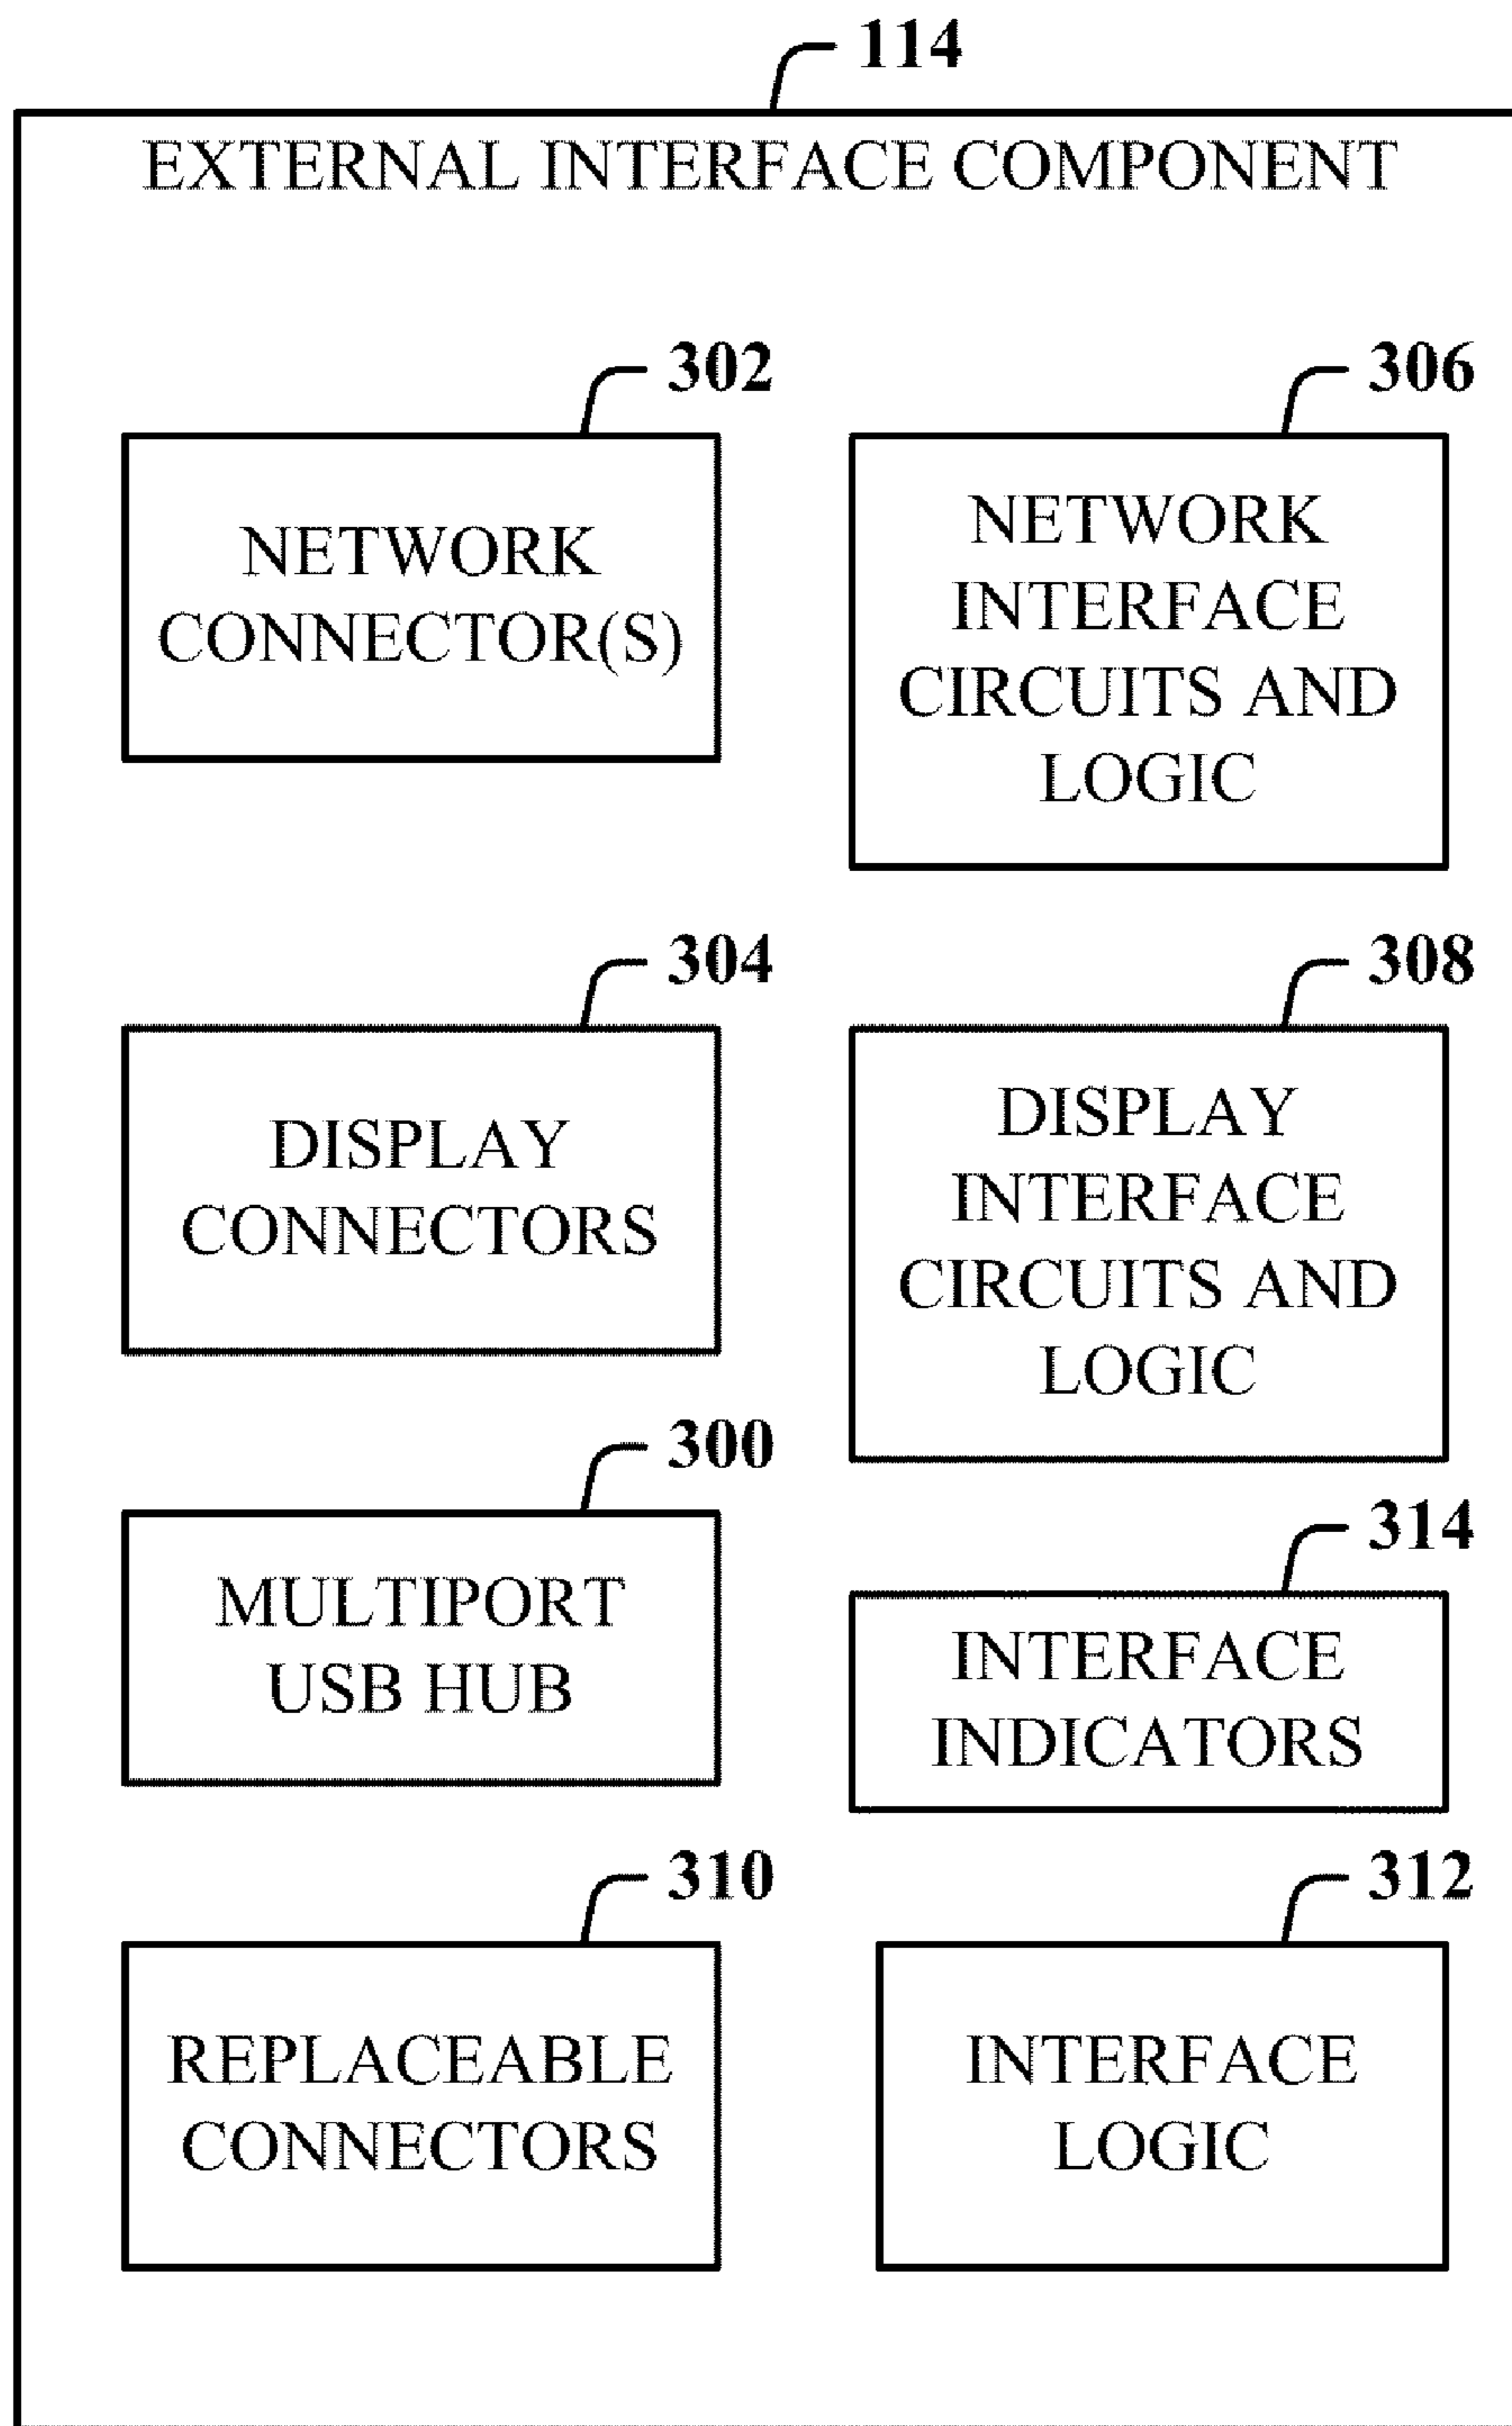 114
EXTERNAL INTERFACE COMPONENT
302
NETWORK
CONNECTOR(S)
306
NETWORK
INTERFACE
CIRCUITS AND
LOGIC
304
DISPLAY
CONNECTORS
308
DISPLAY
INTERFACE
CIRCUITS AND
LOGIC
300
MULTIPORT
USB HUB
314
INTERFACE
INDICATORS
310
REPLACEABLE
CONNECTORS
312
INTERFACE
LOGIC